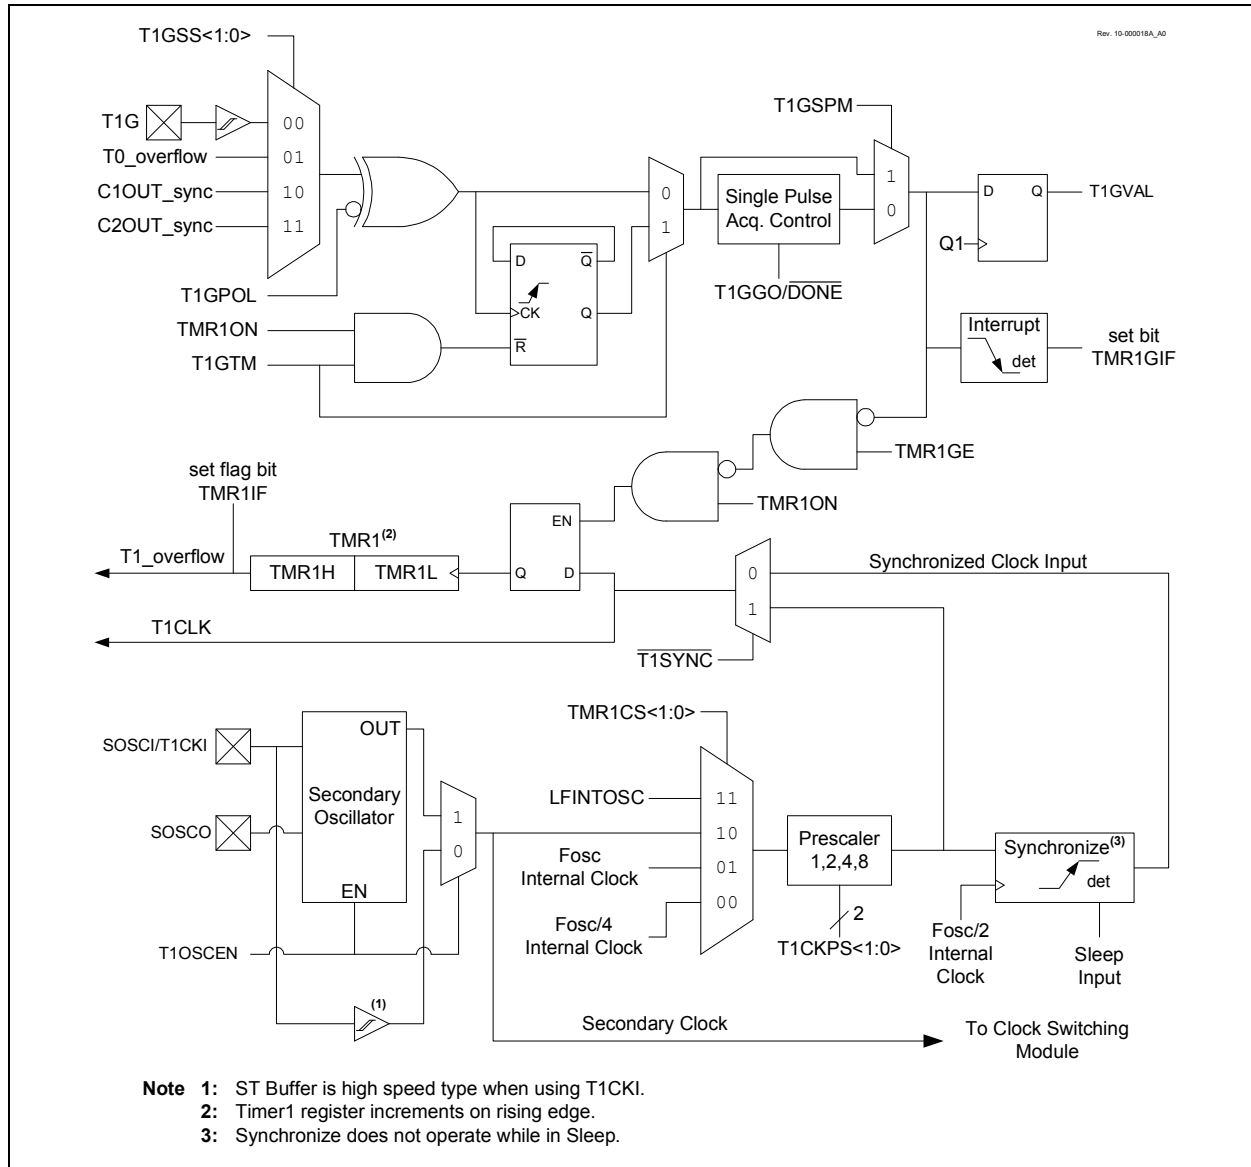 T1GSS<1:0>
Rev. 10-000018A_A0
T1G
00
T0_overflow
01
C1OUT_sync
10
C2OUT_sync
11
T1GPOL
TMR1ON
T1GTM
D
Q
CK
Q
R
0
1
T1GSPM
Single Pulse
Acq. Control
T1GGO/DONE
1
0
D
Q
T1GVAL
Q1
Interrupt
det
set bit
TMR1GIF
TMR1GE
TMR1ON
set flag bit
TMR1IF
TMR1(2)
T1_overflow
TMR1H
TMR1L
EN
Q
D
0
1
Synchronized Clock Input
T1CLK
T1SYNC
SOSCI/T1CKI
OUT
Secondary
Oscillator
SOSCO
EN
1
0
T1OSCEN
(1)
TMR1CS<1:0>
LFINTOSC
11
10
Fosc
Internal Clock
01
00
Fosc/4
Internal Clock
Prescaler
1,2,4,8
2
T1CKPS<1:0>
Synchronize(3)
det
Fosc/2
Internal
Clock
Sleep
Input
Secondary Clock
To Clock Switching
Module
Note 1: ST Buffer is high speed type when using T1CKI.
2: Timer1 register increments on rising edge.
3: Synchronize does not operate while in Sleep.